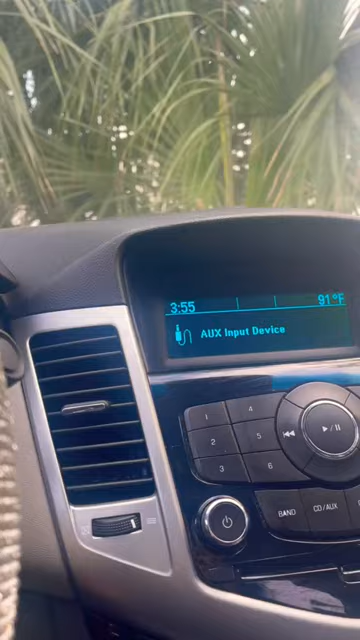 3:55 91°F
AUX Input Device
1 4
2 5
3 6
BAND CD/AUX